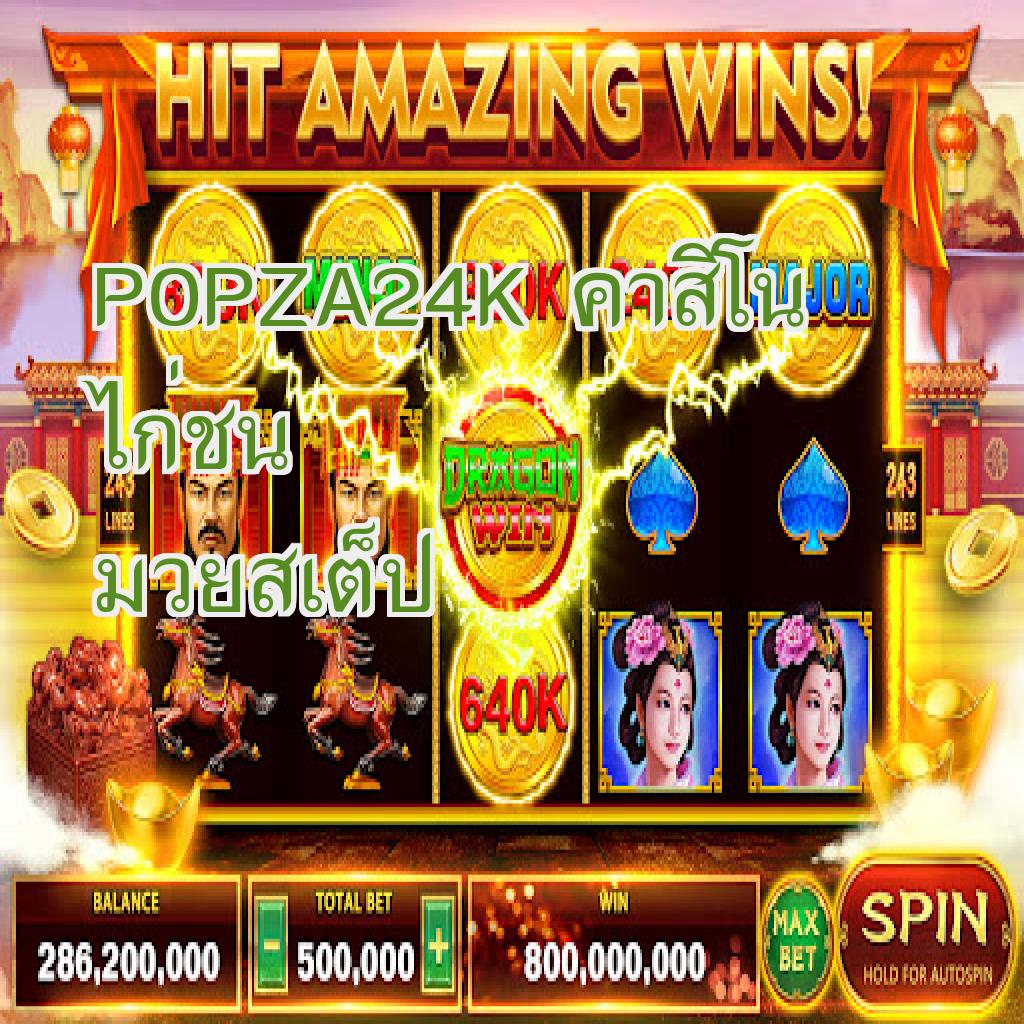 HIT AMAZING WINS!
POPZA24K คาสิโน
ไก่ชน
มวยสเต็ป
DRAGON
WIN
243
LINES
243
LINES
640K
BALANCE
TOTAL BET
WIN
286,200,000
- 500,000 +
800,000,000
MAX
BET
SPIN
HOLD FOR AUTOSPIN